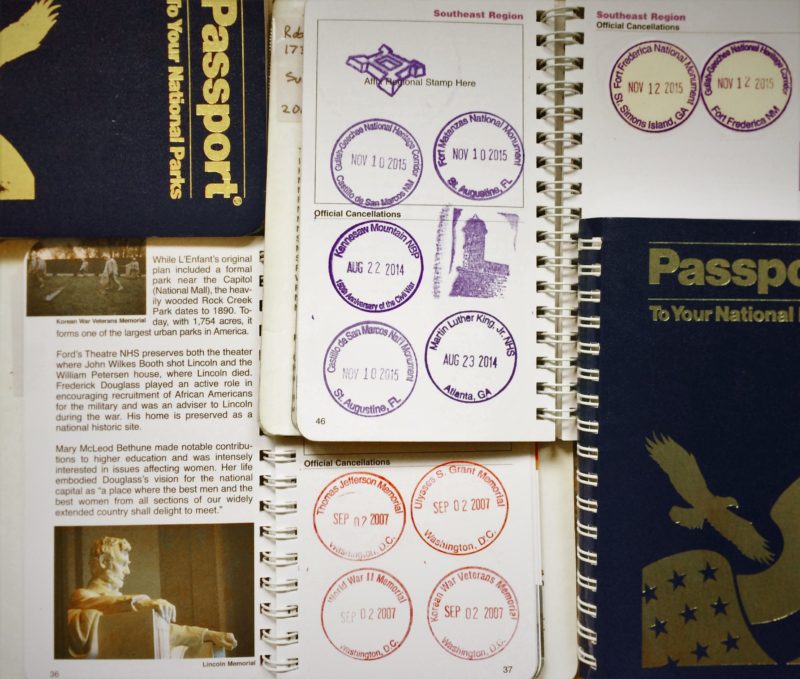 Passport®
To Your National Parks
Southeast Region
Affix Regional Stamp Here
Gullah-Geechee National Heritage Corridor
NOV 10 2015
Castillo de San Marcos NM
Fort Matanzas National Monument
NOV 10 2015
St. Augustine, FL
Official Cancellations
Kennesaw Mountain NBP
AUG 22 2014
150th Anniversary of the Civil War
Castillo de San Marcos Nat'l Monument
NOV 10 2015
St. Augustine, FL
Martin Luther King, Jr. NHS
AUG 23 2014
Atlanta, GA
46
Southeast Region
Official Cancellations
Fort Frederica National Monument
NOV 12 2015
St. Simons Island, GA
Gullah-Geechee National Heritage Corridor
NOV 12 2015
Fort Frederica NM
Passpo
To Your National
Korean War Veterans Memorial
While L'Enfant's original
plan included a formal
park near the Capitol
(National Mall), the heav-
ily wooded Rock Creek
Park dates to 1890. To-
day, with 1,754 acres, it
forms one of the largest urban parks in America.
Ford's Theatre NHS preserves both the theater
where John Wilkes Booth shot Lincoln and the
William Petersen house, where Lincoln died.
Frederick Douglass played an active role in
encouraging recruitment of African Americans
for the military and was an adviser to Lincoln
during the war. His home is preserved as a
national historic site.
Mary McLeod Bethune made notable contribu-
tions to higher education and was intensely
interested in issues affecting women. Her life
embodied Douglass's vision for the national
capital as “a place where the best men and the
best women from all sections of our widely
extended country shall delight to meet.”
Lincoln Memorial
36
Official Cancellations
Thomas Jefferson Memorial
SEP 02 2007
Washington, D.C.
Ulysses S. Grant Memorial
SEP 02 2007
Washington, D.C.
World War II Memorial
SEP 02 2007
Washington, D.C.
Korean War Veterans Memorial
SEP 02 2007
Washington, D.C.
37